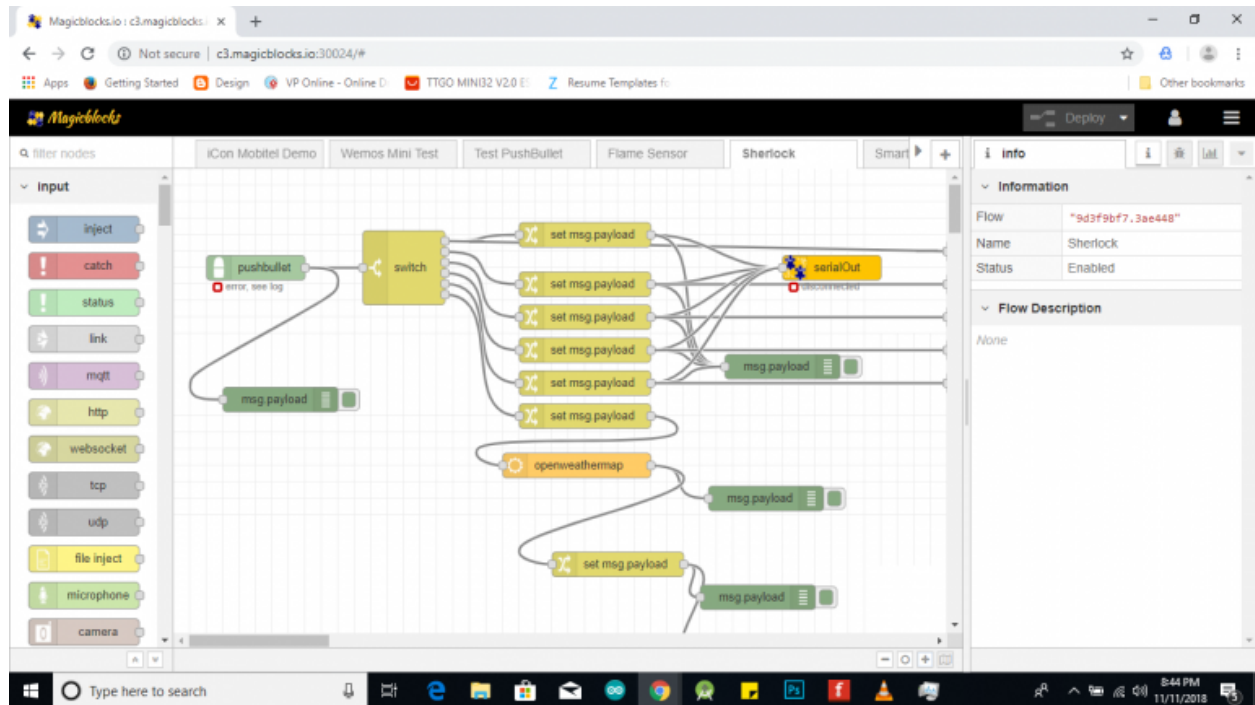 Magicblocks.io : c3.magicblocks.i
Not secure | c3.magicblocks.io:30024/#
Apps Getting Started Design VP Online - Online D TTGO MINI32 V2.0 E Resume Templates fo Other bookmarks
Magicblocks Deploy
filter nodes
iCon Mobitel Demo Wemos Mini Test Test PushBullet Flame Sensor Sherlock Smart
info
input
inject
catch
status
link
mqtt
http
websocket
tcp
udp
file inject
microphone
camera
pushbullet
error, see log
msg.payload
switch
set msg.payload
set msg.payload
set msg.payload
set msg.payload
set msg.payload
set msg.payload
serialOut
disconnected
msg.payload
openweathermap
msg.payload
set msg.payload
msg.payload
Information
Flow "9d3f9bf7.3ae448"
Name Sherlock
Status Enabled
Flow Description
None
Type here to search
Ps
8:44 PM
11/11/2018